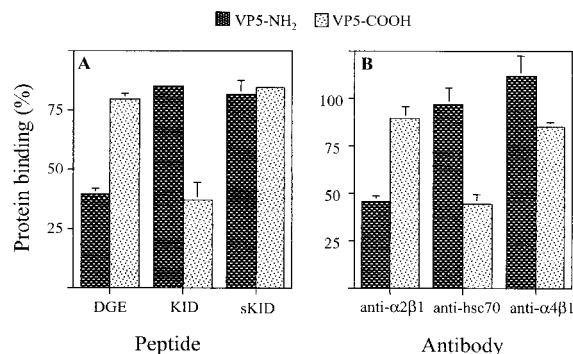 VP5-NH₂ VP5-COOH
A
Protein binding (%)
75
50
25
DGE KID sKID
Peptide
B
100
75
50
25
anti-α2β1 anti-hsc70 anti-α4β1
Antibody